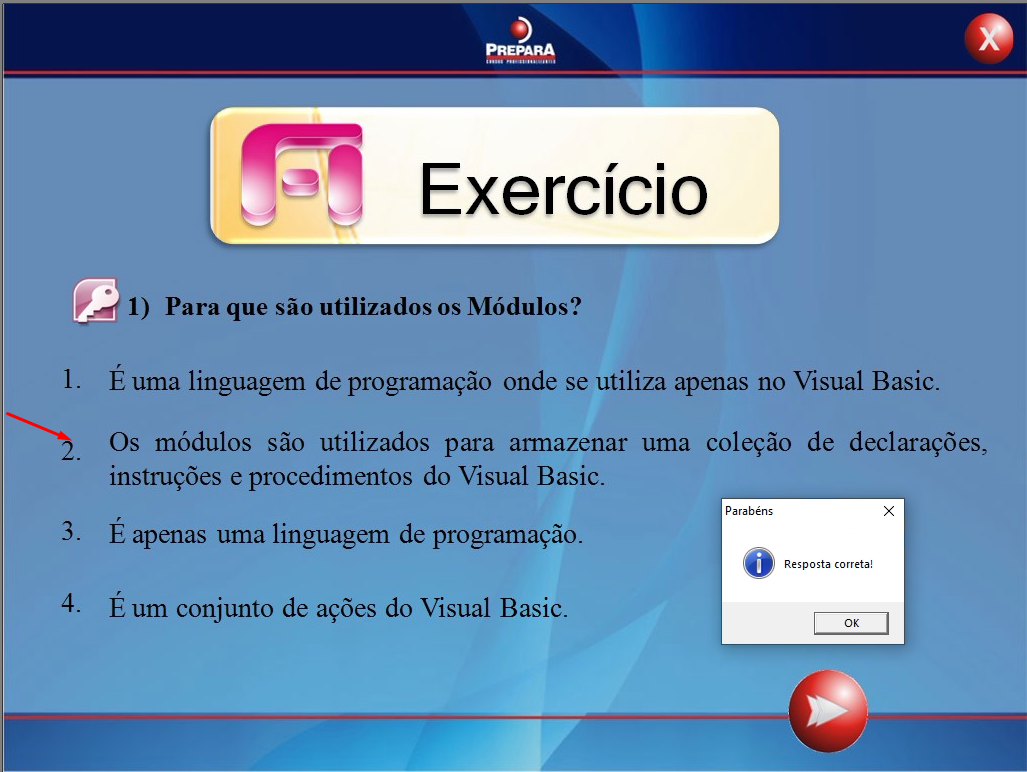 PREPARA
CURSOS PROFISSIONALIZANTES
X
Exercício
1) Para que são utilizados os Módulos?
1. É uma linguagem de programação onde se utiliza apenas no Visual Basic.
2. Os módulos são utilizados para armazenar uma coleção de declarações,
instruções e procedimentos do Visual Basic.
3. É apenas uma linguagem de programação.
4. É um conjunto de ações do Visual Basic.
Parabéns
Resposta correta!
OK